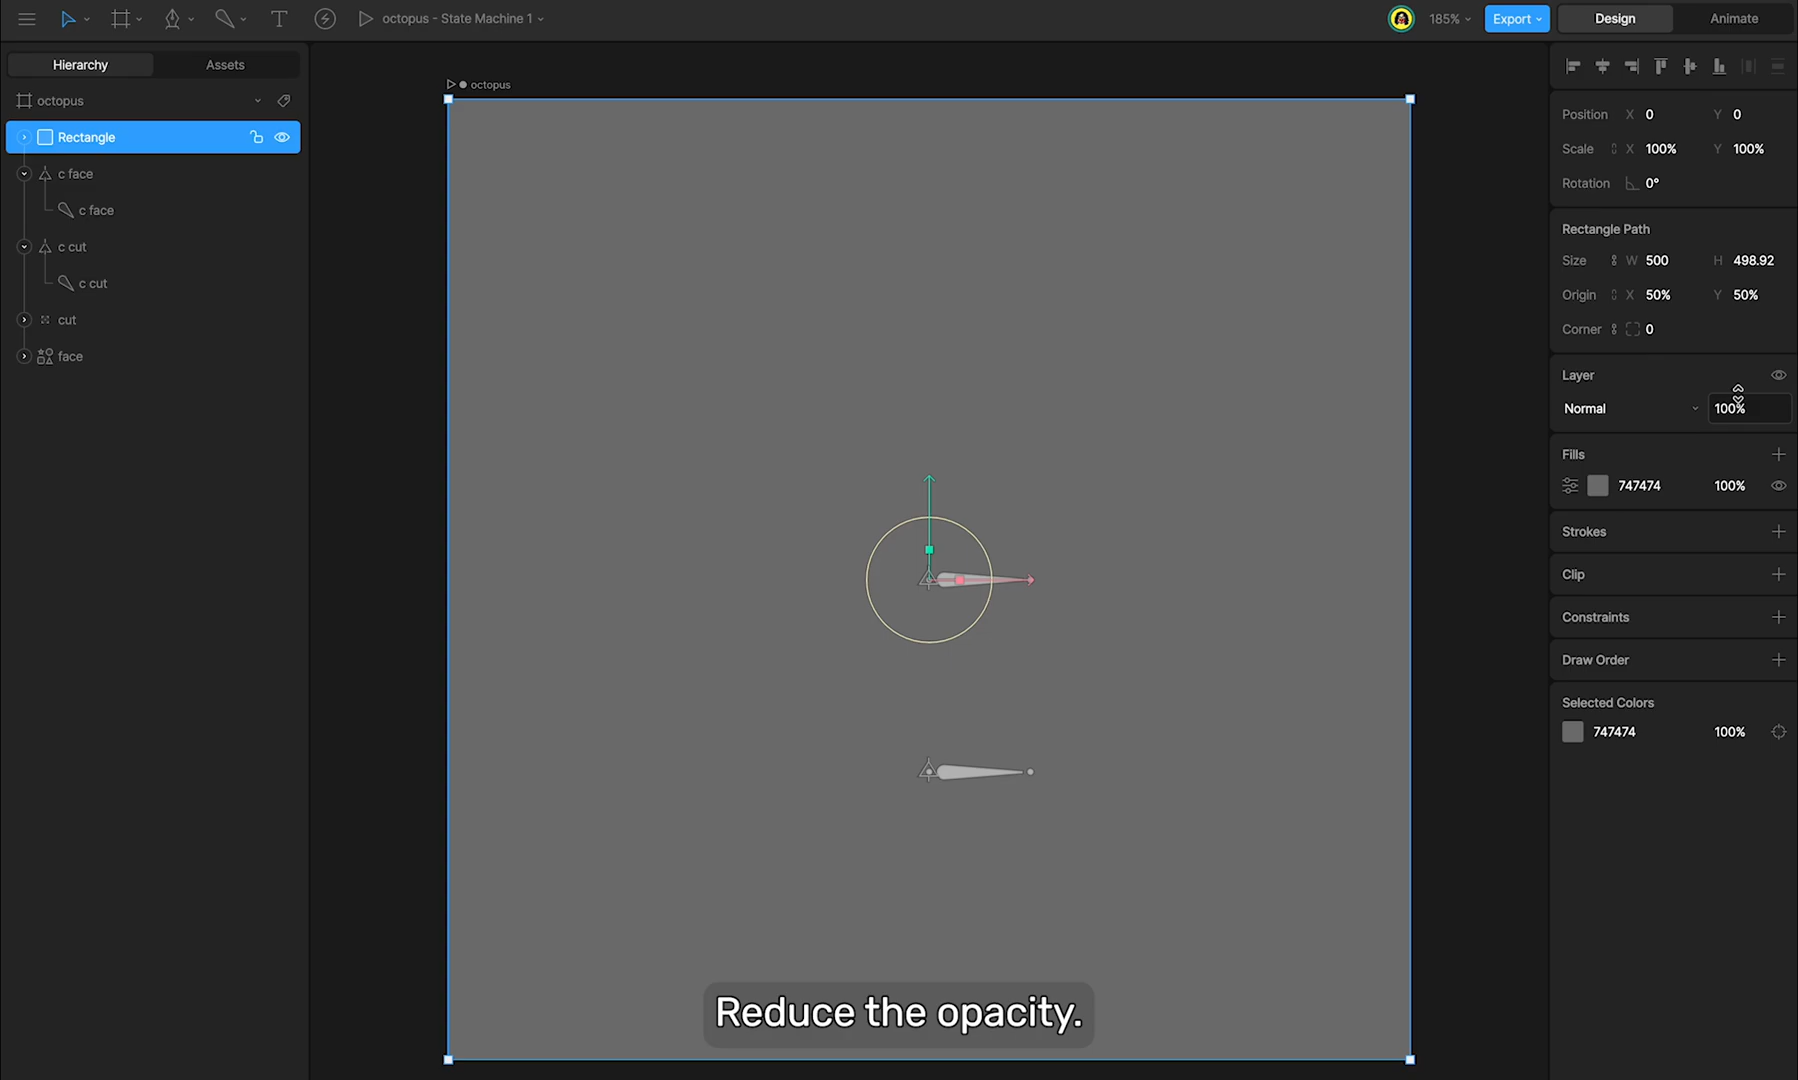 octopus - State Machine 1
185%
Export
Design
Animate
Hierarchy
Assets
octopus
Rectangle
c face
c face
c cut
c cut
cut
face
octopus
Position X 0 Y 0
Scale X 100% Y 100%
Rotation 0°
Rectangle Path
Size W 500 H 498.92
Origin X 50% Y 50%
Corner 0
Layer
Normal 100%
Fills
747474 100%
Strokes
Clip
Constraints
Draw Order
Selected Colors
747474 100%
Reduce the opacity.